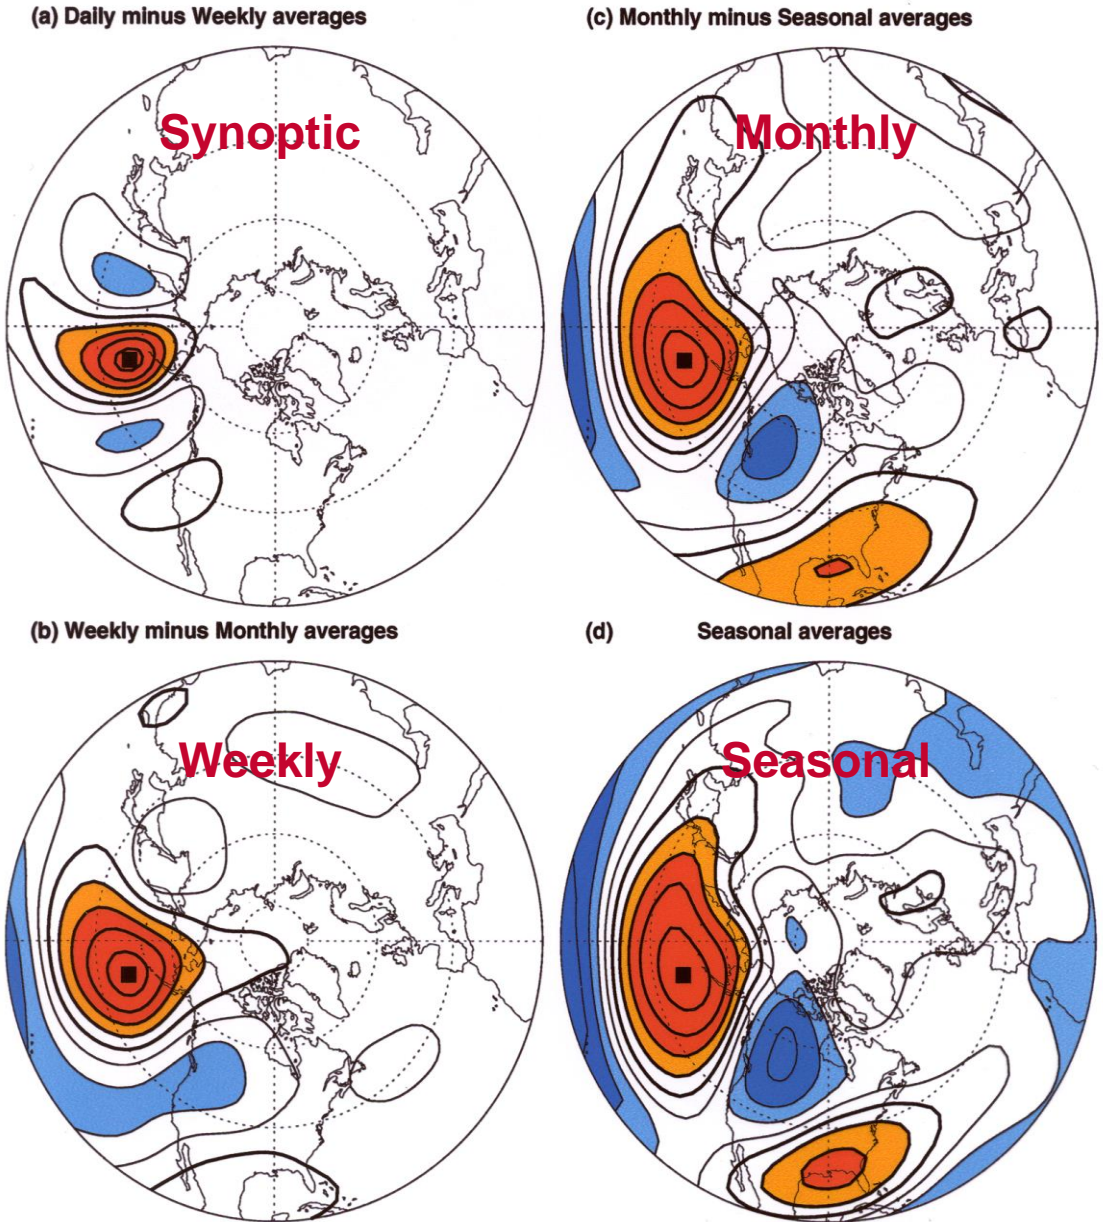 (a) Daily minus Weekly averages
Synoptic
(c) Monthly minus Seasonal averages
Monthly
(b) Weekly minus Monthly averages
Weekly
(d) Seasonal averages
Seasonal